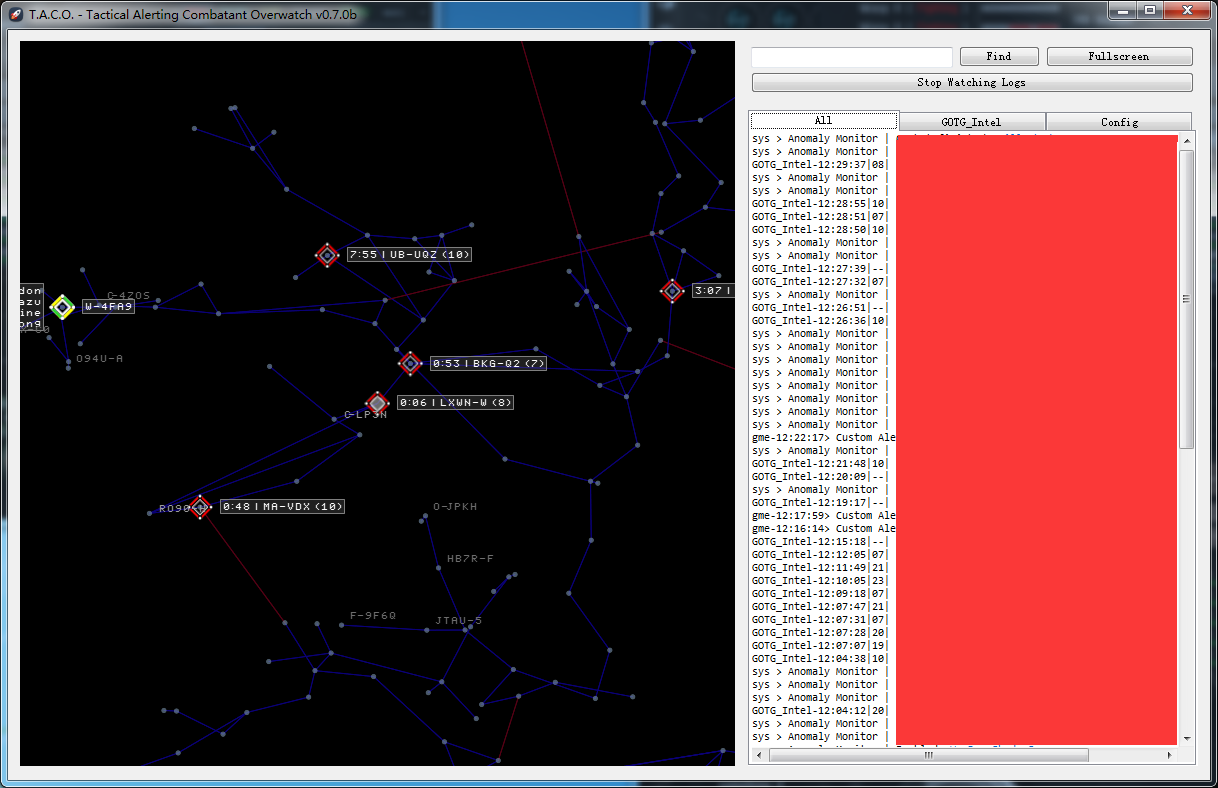 T.A.C.O. - Tactical Alerting Combatant Overwatch v0.7.0b
Find
Fullscreen
Stop Watching Logs
All
GOTG_Intel
Config
7:55 | UB-UQZ (10)
3:07 |
C-4ZOS
W-4FA9
don
azu
ine
ong
O94U-A
0:53 | BKG-Q2 (7)
0:06 | LXWN-W (8)
C-LP3N
0:48 | MA-VDX (10)
O-JPKH
HB7R-F
F-9F6Q
JTAU-5
sys > Anomaly Monitor |
sys > Anomaly Monitor |
GOTG_Intel-12:29:37|08|
sys > Anomaly Monitor |
sys > Anomaly Monitor |
GOTG_Intel-12:28:55|10|
GOTG_Intel-12:28:51|07|
GOTG_Intel-12:28:50|10|
sys > Anomaly Monitor |
sys > Anomaly Monitor |
GOTG_Intel-12:27:39|--|
GOTG_Intel-12:27:32|07|
sys > Anomaly Monitor |
GOTG_Intel-12:26:51|--|
GOTG_Intel-12:26:36|10|
sys > Anomaly Monitor |
sys > Anomaly Monitor |
sys > Anomaly Monitor |
sys > Anomaly Monitor |
sys > Anomaly Monitor |
sys > Anomaly Monitor |
sys > Anomaly Monitor |
sys > Anomaly Monitor |
gme-12:22:17> Custom Ale
sys > Anomaly Monitor |
GOTG_Intel-12:21:48|10|
GOTG_Intel-12:20:09|--|
sys > Anomaly Monitor |
GOTG_Intel-12:19:17|--|
gme-12:17:59> Custom Ale
gme-12:16:14> Custom Ale
GOTG_Intel-12:15:18|--|
GOTG_Intel-12:12:05|07|
GOTG_Intel-12:11:49|21|
GOTG_Intel-12:10:05|23|
GOTG_Intel-12:09:18|07|
GOTG_Intel-12:07:47|21|
GOTG_Intel-12:07:31|07|
GOTG_Intel-12:07:28|20|
GOTG_Intel-12:07:07|19|
GOTG_Intel-12:04:38|10|
sys > Anomaly Monitor |
sys > Anomaly Monitor |
sys > Anomaly Monitor |
GOTG_Intel-12:04:12|20|
sys > Anomaly Monitor |
sys > Anomaly Monitor |